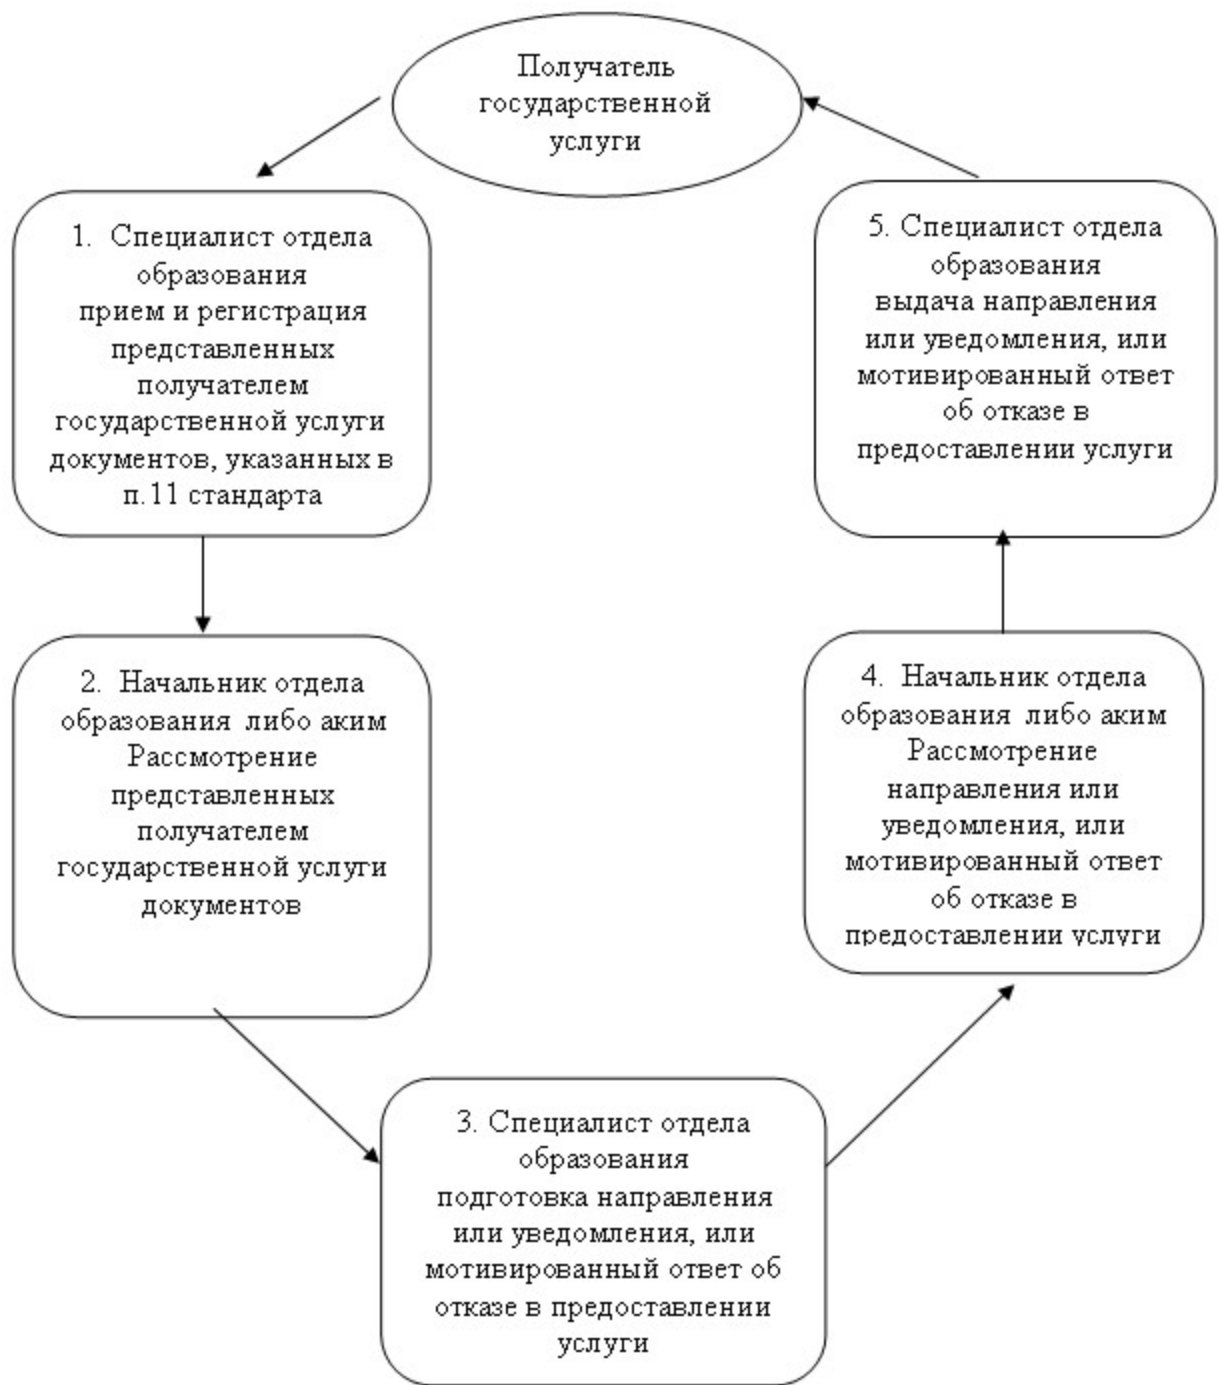 Получатель
государственной
услуги
1. Специалист отдела
образования
прием и регистрация
представленных
получателем
государственной услуги
документов, указанных в
п.11 стандарта
2. Начальник отдела
образования либо аким
Рассмотрение
представленных
получателем
государственной услуги
документов
3. Специалист отдела
образования
подготовка направления
или уведомления, или
мотивированный ответ об
отказе в предоставлении
услуги
4. Начальник отдела
образования либо аким
Рассмотрение
направления или
уведомления, или
мотивированный ответ
об отказе в
предоставлении услуги
5. Специалист отдела
образования
выдача направления
или уведомления, или
мотивированный ответ
об отказе в
предоставлении услуги